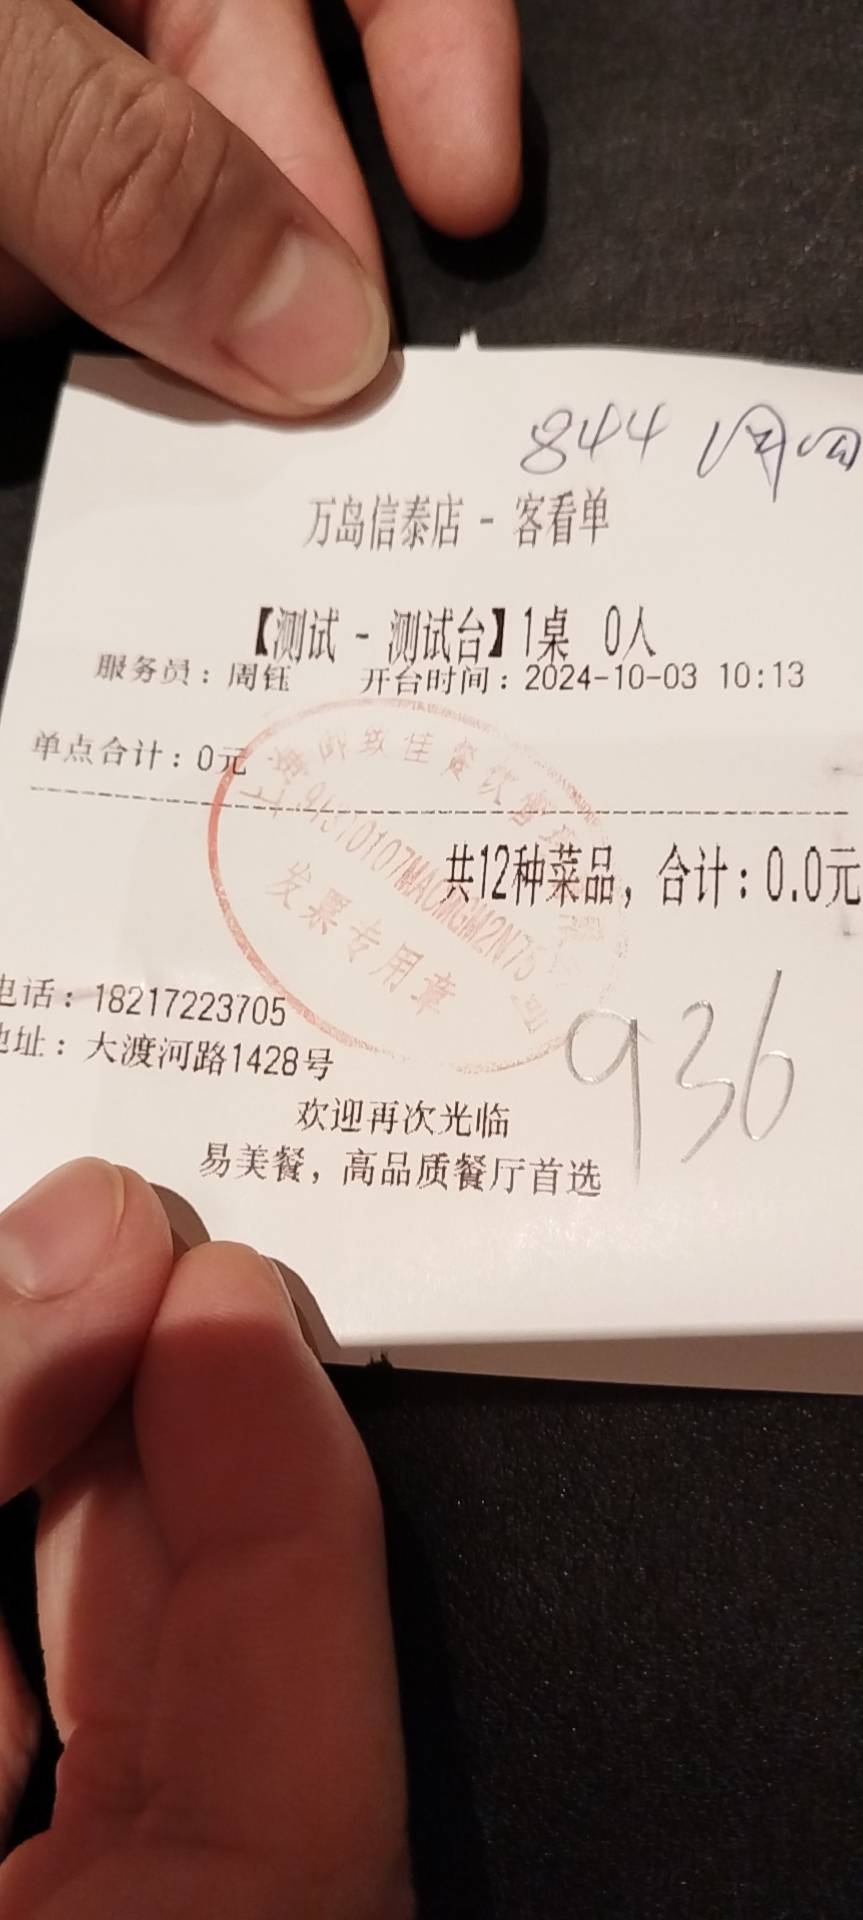 844
万岛信泰店 - 客看单
【测试 - 测试台】1桌 0人
服务员：周钰 开台时间：2024-10-03 10:13
单点合计：0元
共12种菜品，合计：0.0元
发票专用章
电话：18217223705
地址：大渡河路1428号
936
欢迎再次光临
易美餐，高品质餐厅首选